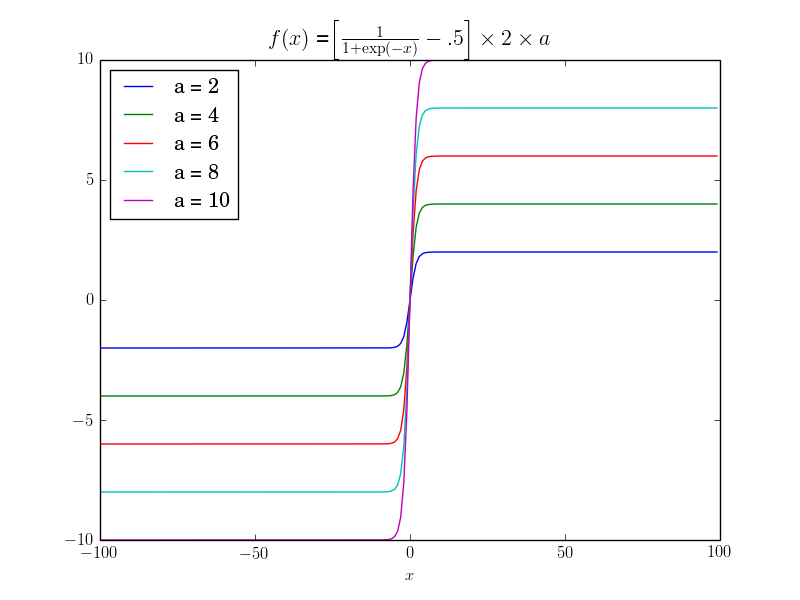 f(x) = [1/(1+exp(−x)) − .5] × 2 × a
a = 2
a = 4
a = 6
a = 8
a = 10
10
5
0
−5
−10
−100 −50 0 50 100
x